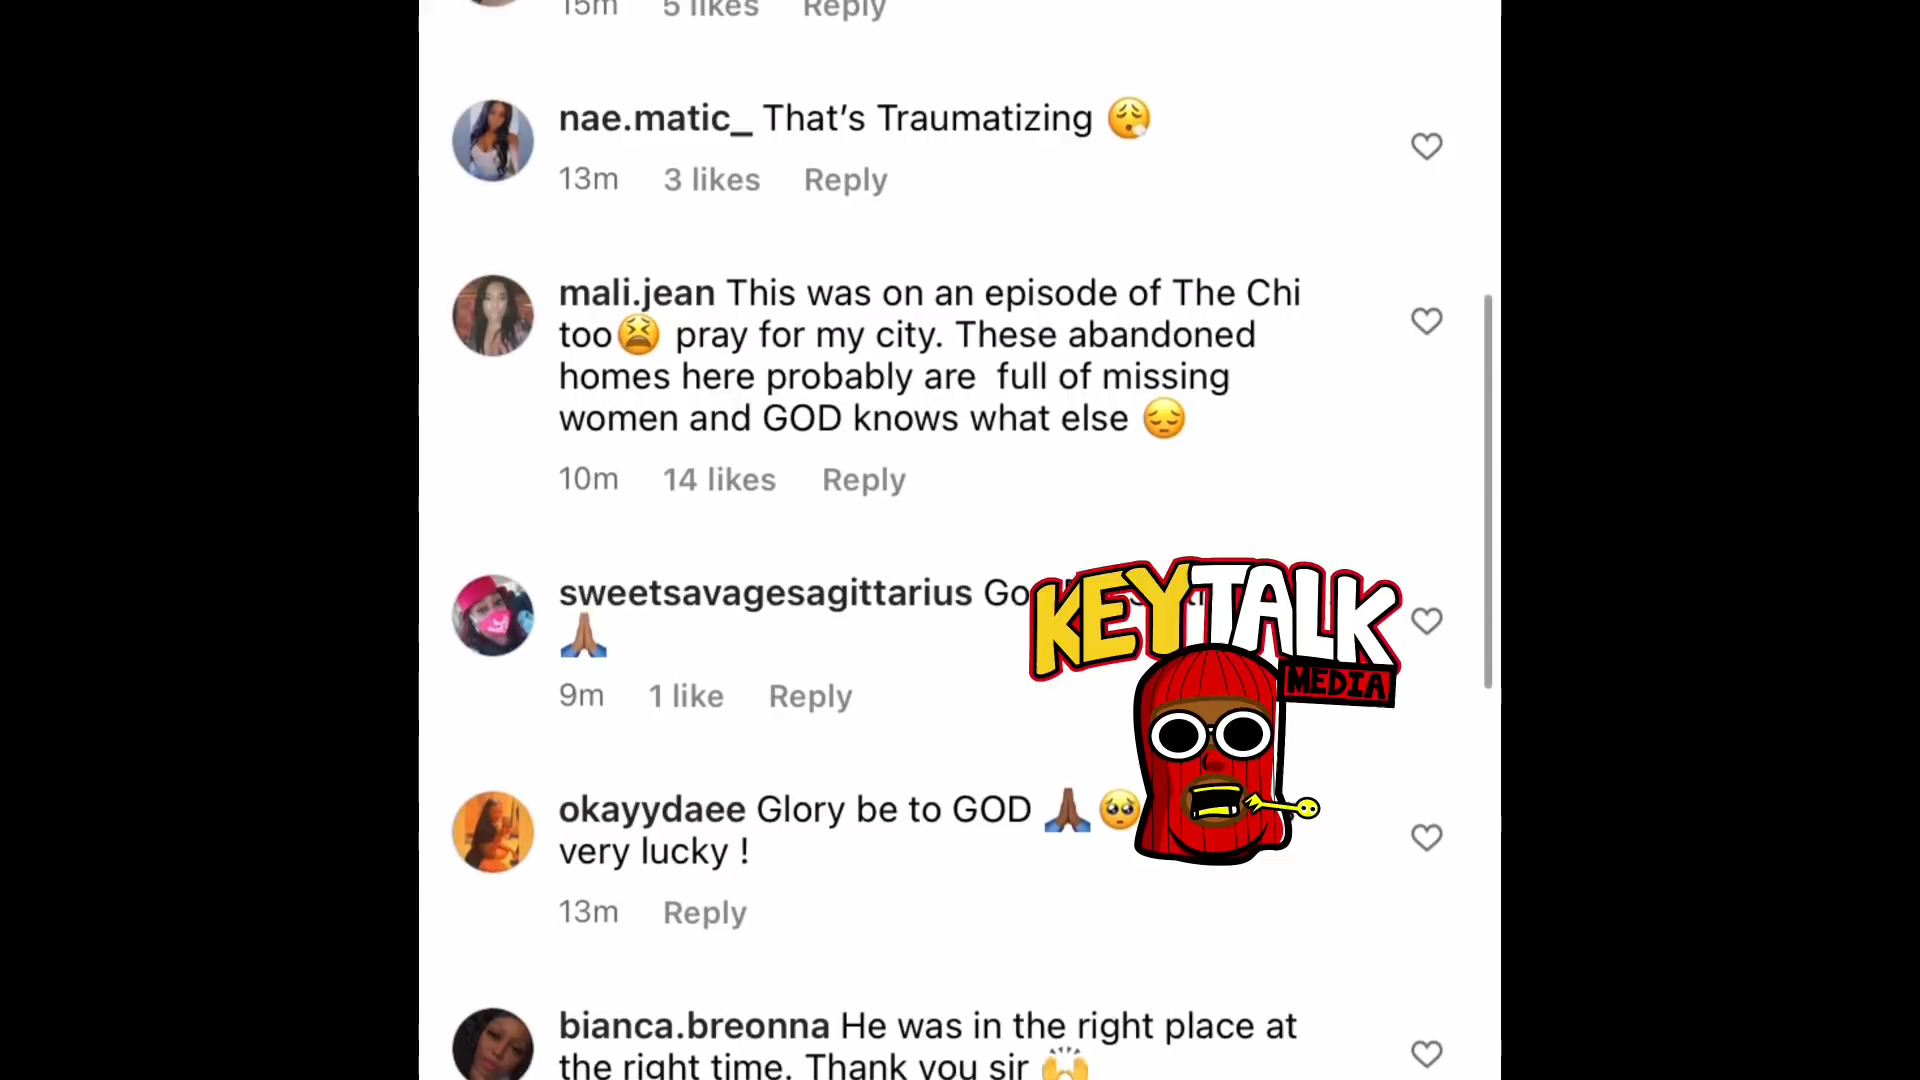 15m 5 likes Reply
nae.matic_ That’s Traumatizing 😮‍💨
13m 3 likes Reply
mali.jean This was on an episode of The Chi
too😫 pray for my city. These abandoned
homes here probably are full of missing
women and GOD knows what else 😔
10m 14 likes Reply
sweetsavagesagittarius
🙏🏾
9m 1 like Reply
KEYTALK
MEDIA
okayydaee Glory be to GOD 🙏🏾🥺
very lucky !
13m Reply
bianca.breonna He was in the right place at
the right time. Thank you sir 🙌